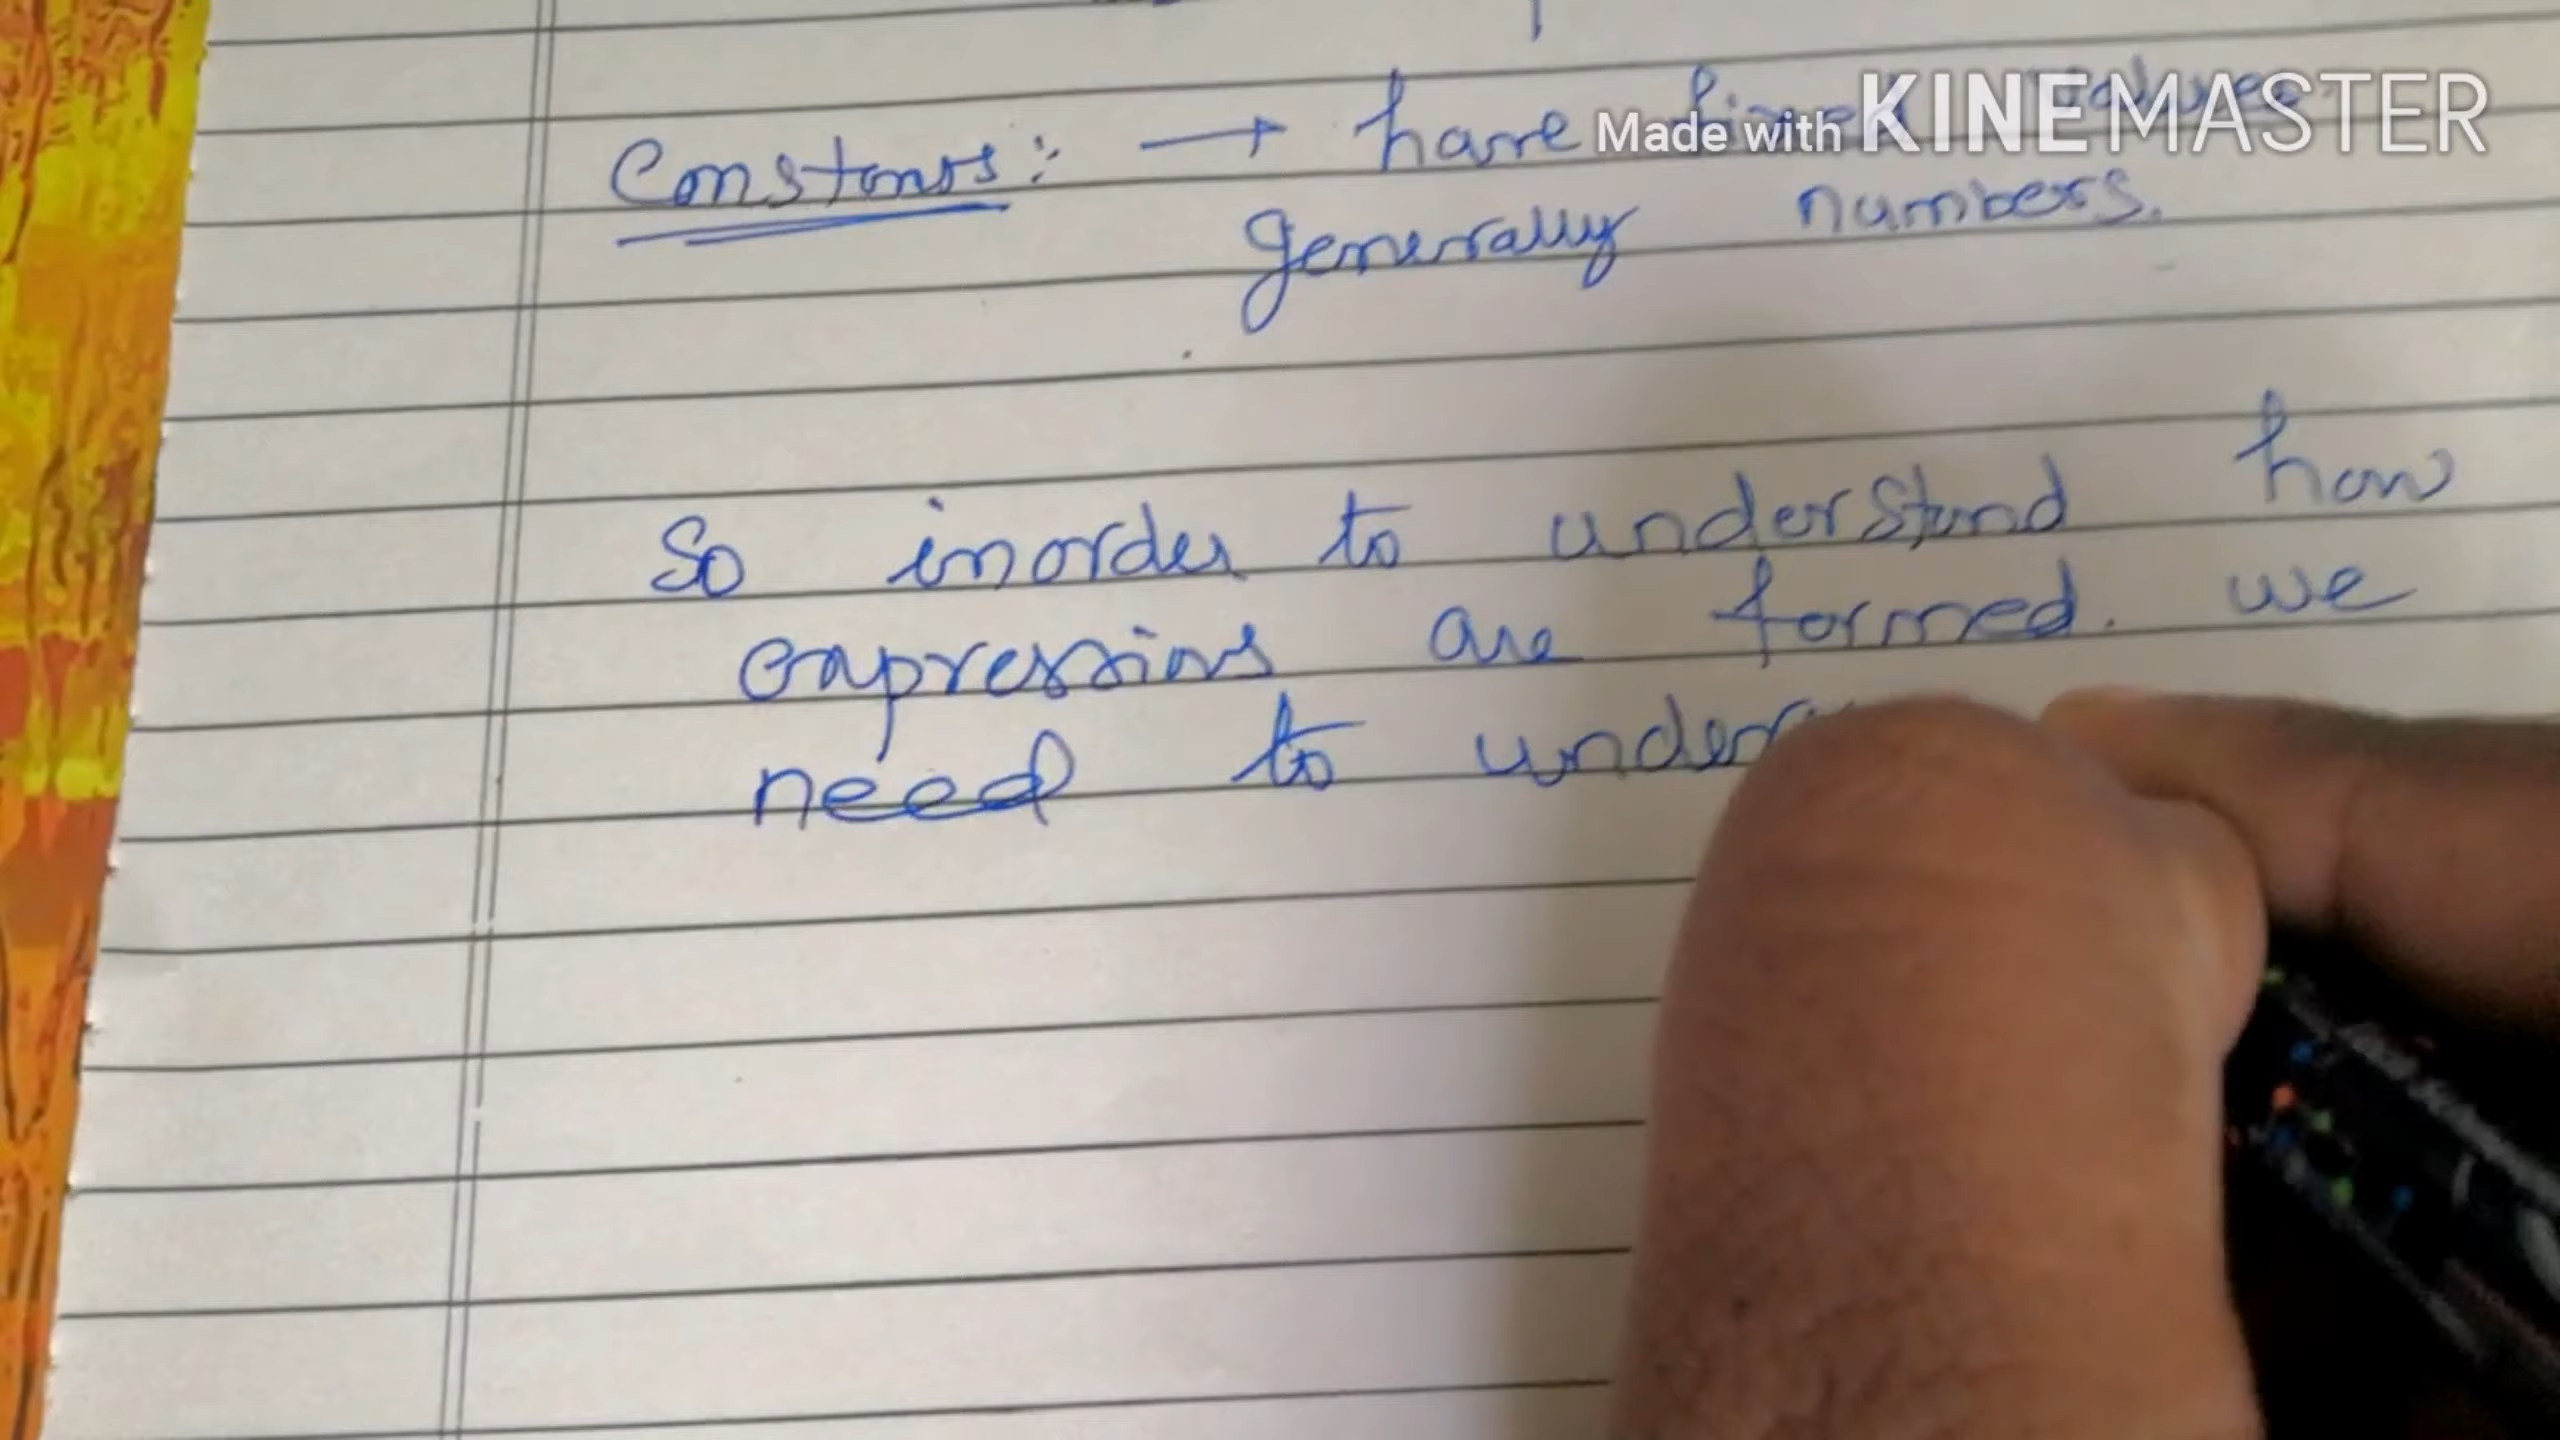 Constants: → have fixed values
Made with KINEMASTER
generally numbers.
So inorder to understand how
expressions are formed. we
need to under